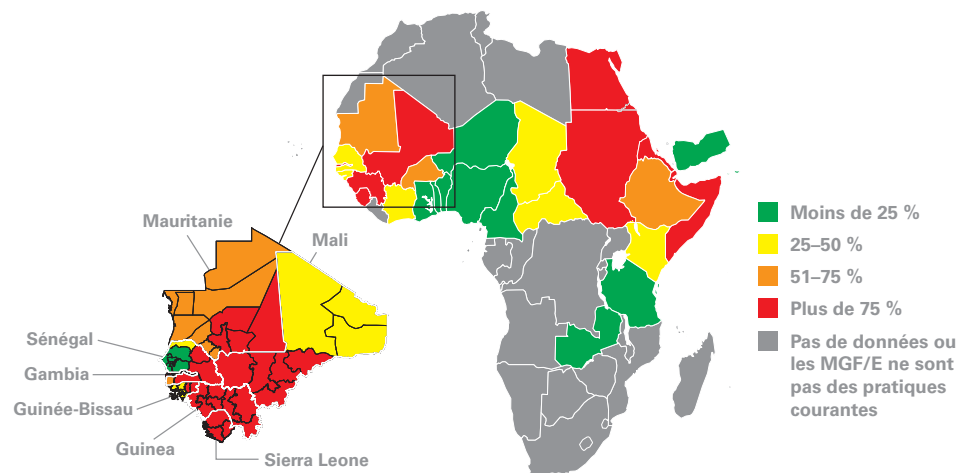 Mauritanie
Mali
Sénégal
Gambia
Guinée-Bissau
Guinea
Sierra Leone
Moins de 25 %
25–50 %
51–75 %
Plus de 75 %
Pas de données ou
les MGF/E ne sont
pas des pratiques
courantes